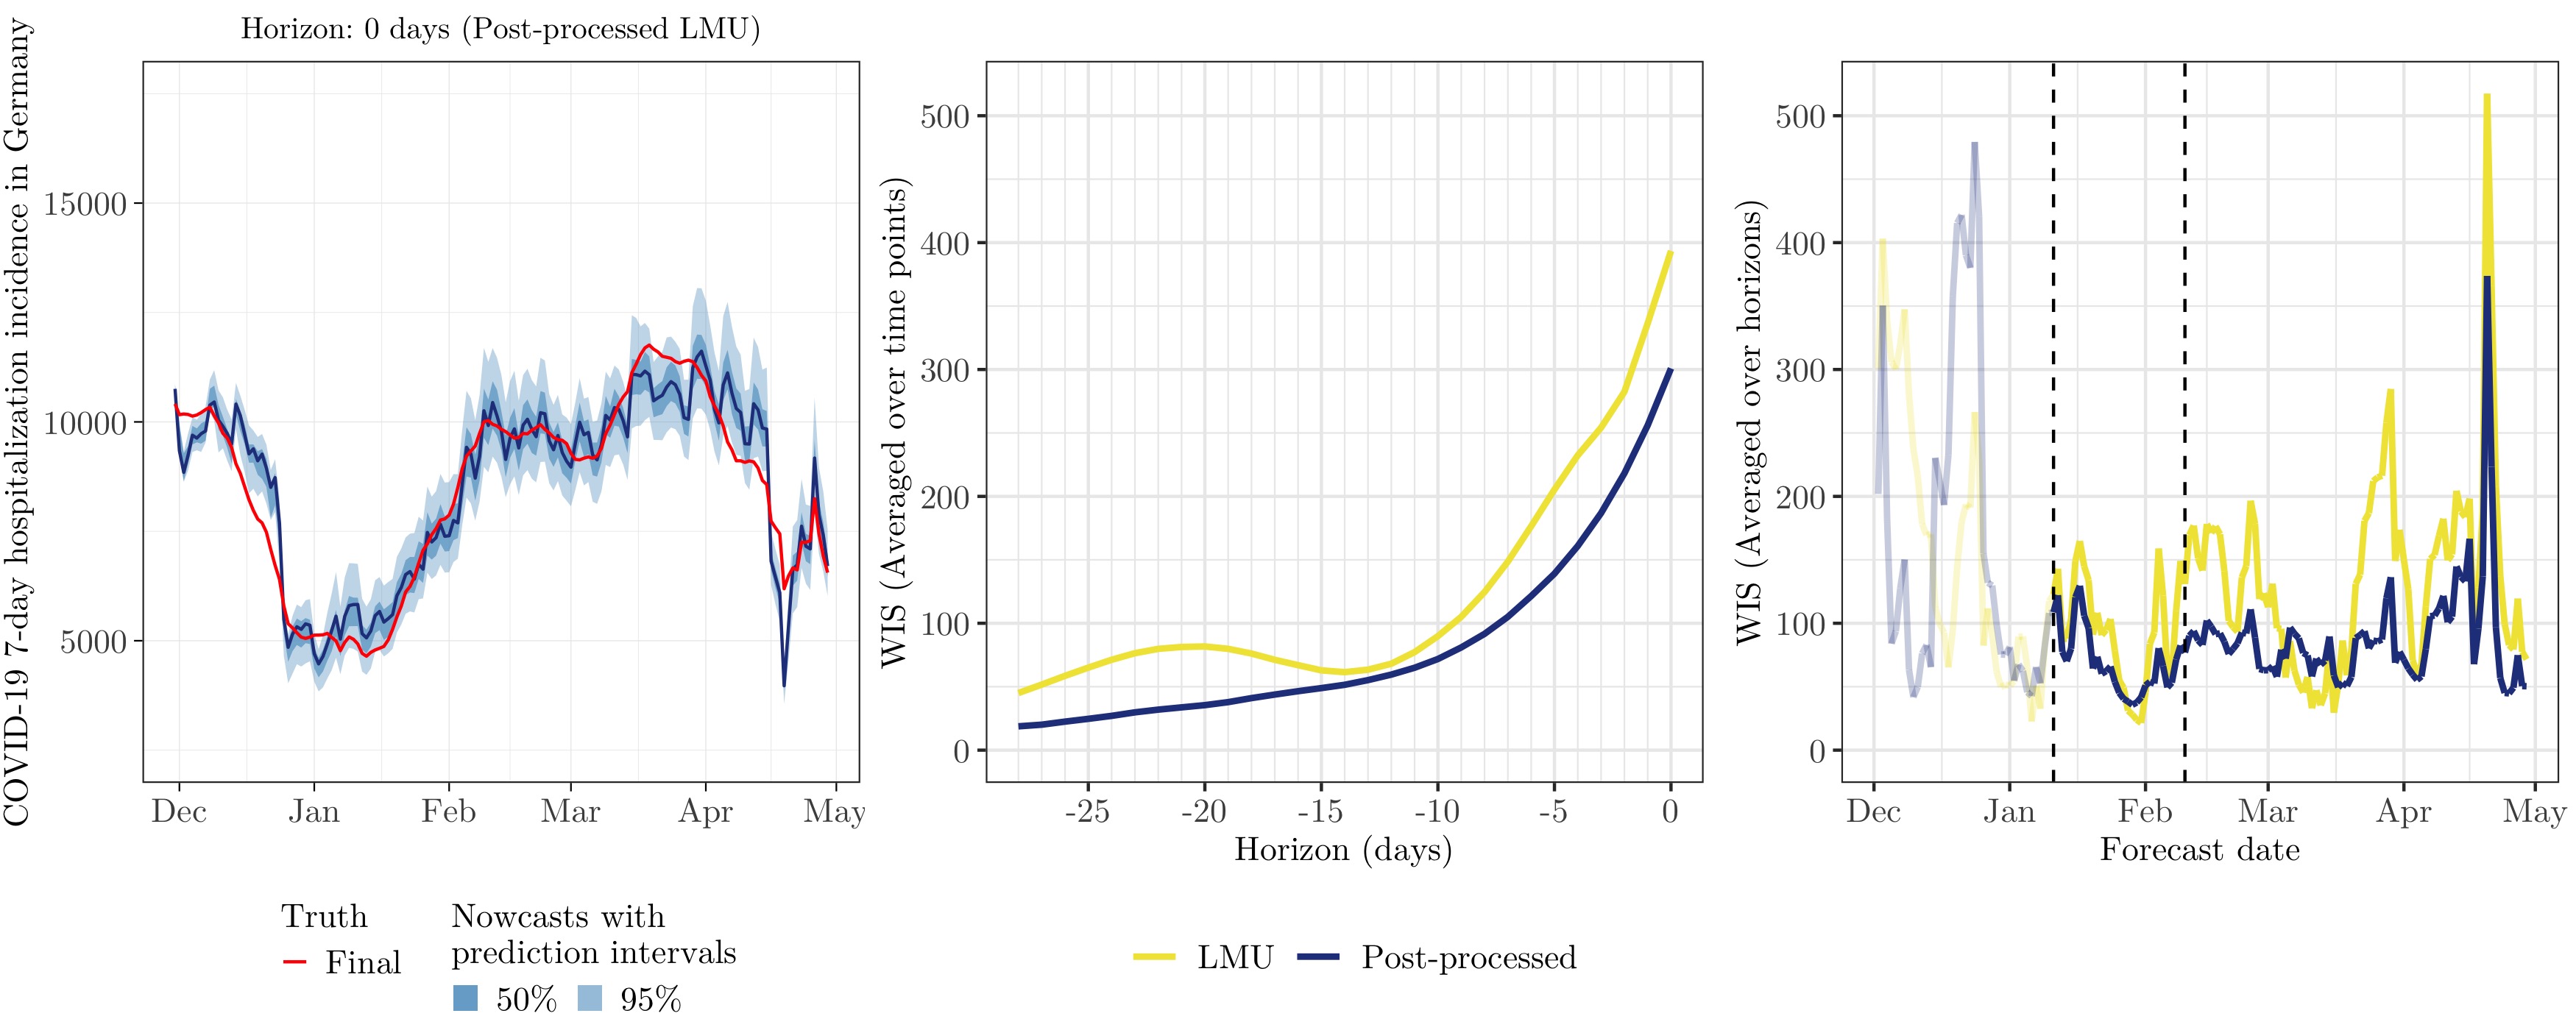 Horizon: 0 days (Post-processed LMU)
COVID-19 7-day hospitalization incidence in Germany
15000
10000
5000
Dec Jan Feb Mar Apr May
Truth
Final
Nowcasts with
prediction intervals
50% 95%
WIS (Averaged over time points)
500
400
300
200
100
0
-25 -20 -15 -10 -5 0
Horizon (days)
LMU Post-processed
WIS (Averaged over horizons)
500
400
300
200
100
0
Dec Jan Feb Mar Apr May
Forecast date